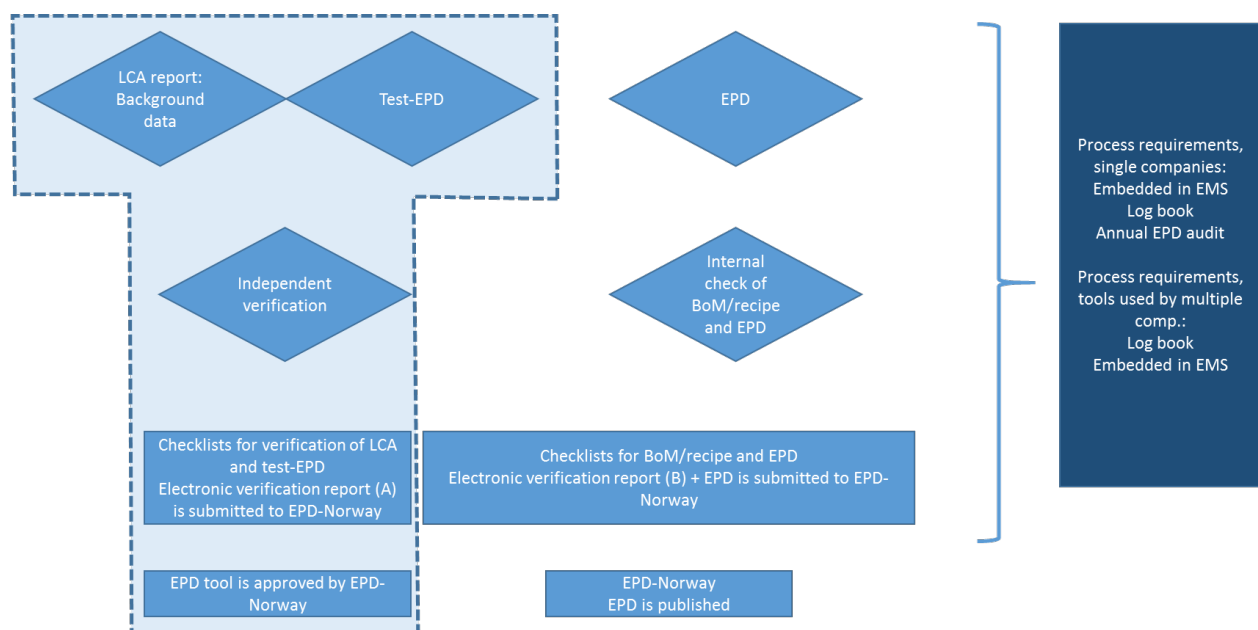 LCA report:
Background
data
Test-EPD
EPD
Independent
verification
Internal
check of
BoM/recipe
and EPD
Checklists for verification of LCA
and test-EPD
Electronic verification report (A)
is submitted to EPD-Norway
Checklists for BoM/recipe and EPD
Electronic verification report (B) + EPD is submitted to EPD-
Norway
EPD tool is approved by EPD-
Norway
EPD-Norway
EPD is published
Process requirements,
single companies:
Embedded in EMS
Log book
Annual EPD audit
Process requirements,
tools used by multiple
comp.:
Log book
Embedded in EMS